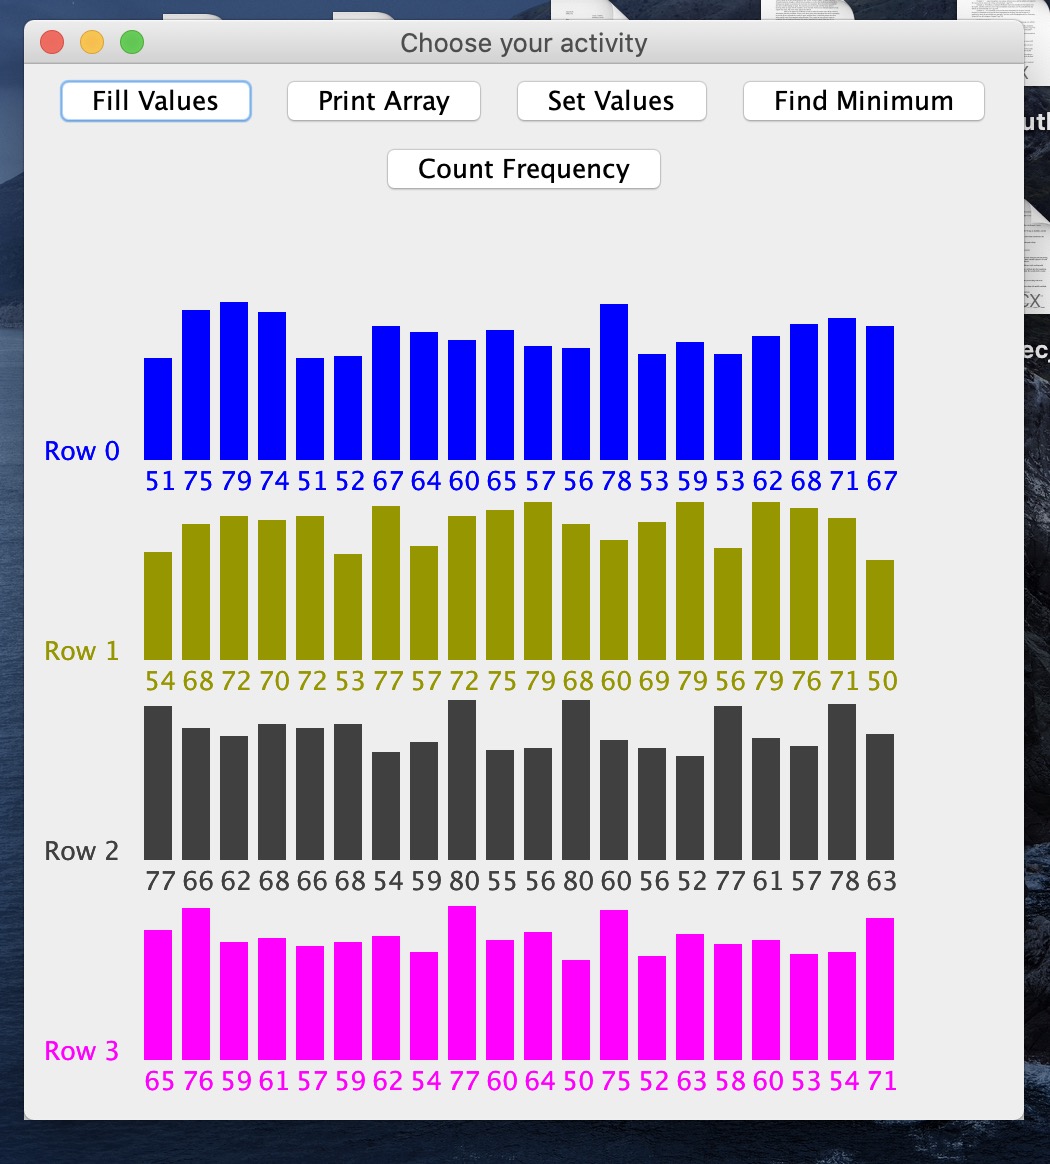 Choose your activity
Fill Values Print Array Set Values Find Minimum
Count Frequency
Row 0
51 75 79 74 51 52 67 64 60 65 57 56 78 53 59 53 62 68 71 67
Row 1
54 68 72 70 72 53 77 57 72 75 79 68 60 69 79 56 79 76 71 50
Row 2
77 66 62 68 66 68 54 59 80 55 56 80 60 56 52 77 61 57 78 63
Row 3
65 76 59 61 57 59 62 54 77 60 64 50 75 52 63 58 60 53 54 71